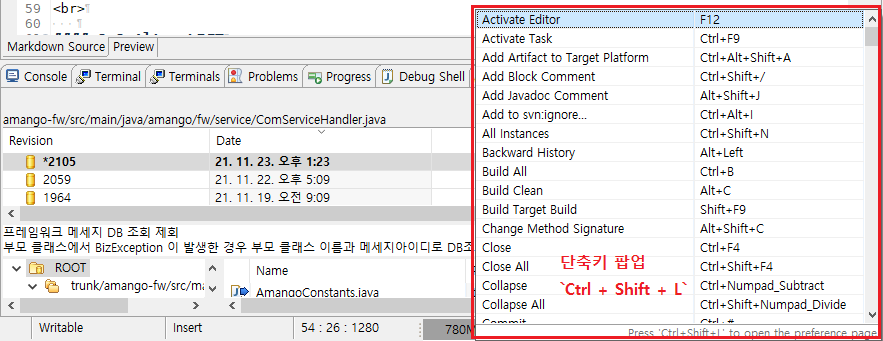 59
<br>
60
Markdown Source Preview
Console Terminal Terminals Problems Progress Debug Shell
amango-fw/src/main/java/amango/fw/service/ComServiceHandler.java
Revision Date
*2105 21. 11. 23. 오후 1:23
2059 21. 11. 22. 오후 5:09
1964 21. 11. 19. 오전 9:09
프레임워크 메세지 DB 조회 제회
부모 클래스에서 BizException 이 발생한 경우 부모 클래스 이름과 메세지아이디로 DB조
ROOT
trunk/amango-fw/src/ma
Name
AmangoConstants.java
Writable Insert 54 : 26 : 1280 780M
Activate Editor F12
Activate Task Ctrl+F9
Add Artifact to Target Platform Ctrl+Alt+Shift+A
Add Block Comment Ctrl+Shift+/
Add Javadoc Comment Alt+Shift+J
Add to svn:ignore... Ctrl+Alt+I
All Instances Ctrl+Shift+N
Backward History Alt+Left
Build All Ctrl+B
Build Clean Alt+C
Build Target Build Shift+F9
Change Method Signature Alt+Shift+C
Close Ctrl+F4
Close All Ctrl+Shift+F4
Collapse Ctrl+Numpad_Subtract
Collapse All Ctrl+Shift+Numpad_Divide
Commit Ctrl+#
단축키 팝업
`Ctrl + Shift + L`
Press 'Ctrl+Shift+L' to open the preference page